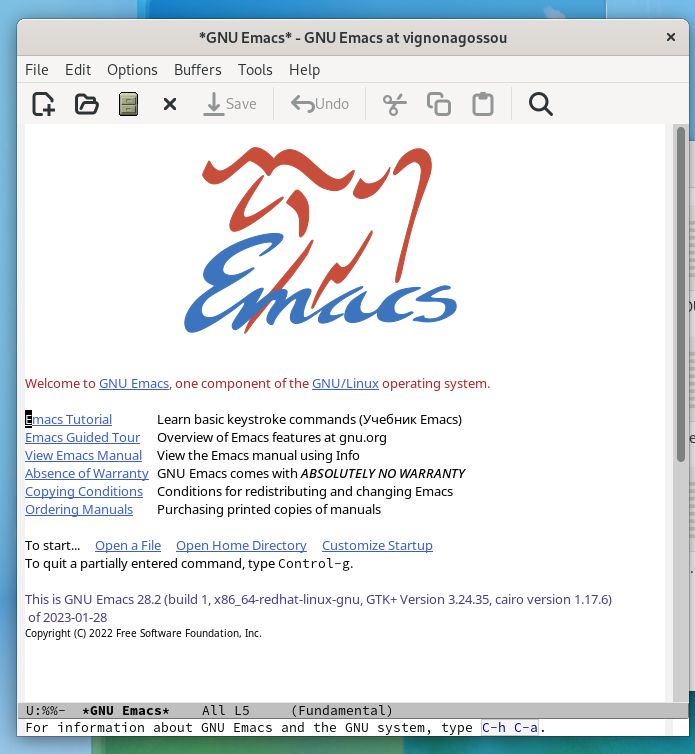 *GNU Emacs* - GNU Emacs at vignonagossou
File Edit Options Buffers Tools Help
Save Undo
Emacs
Welcome to GNU Emacs, one component of the GNU/Linux operating system.
Emacs Tutorial Learn basic keystroke commands (Учебник Emacs)
Emacs Guided Tour Overview of Emacs features at gnu.org
View Emacs Manual View the Emacs manual using Info
Absence of Warranty GNU Emacs comes with ABSOLUTELY NO WARRANTY
Copying Conditions Conditions for redistributing and changing Emacs
Ordering Manuals Purchasing printed copies of manuals
To start... Open a File Open Home Directory Customize Startup
To quit a partially entered command, type Control-g.
This is GNU Emacs 28.2 (build 1, x86_64-redhat-linux-gnu, GTK+ Version 3.24.35, cairo version 1.17.6)
of 2023-01-28
Copyright (C) 2022 Free Software Foundation, Inc.
U:%%- *GNU Emacs* All L5 (Fundamental)
For information about GNU Emacs and the GNU system, type C-h C-a.